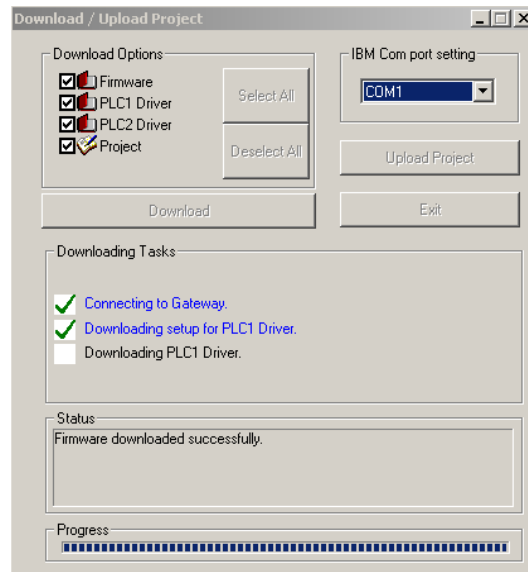 Download / Upload Project
Download Options
Firmware
PLC1 Driver
PLC2 Driver
Project
Select All
Deselect All
IBM Com port setting
COM1
Upload Project
Download
Exit
Downloading Tasks
Connecting to Gateway.
Downloading setup for PLC1 Driver.
Downloading PLC1 Driver.
Status
Firmware downloaded successfully.
Progress